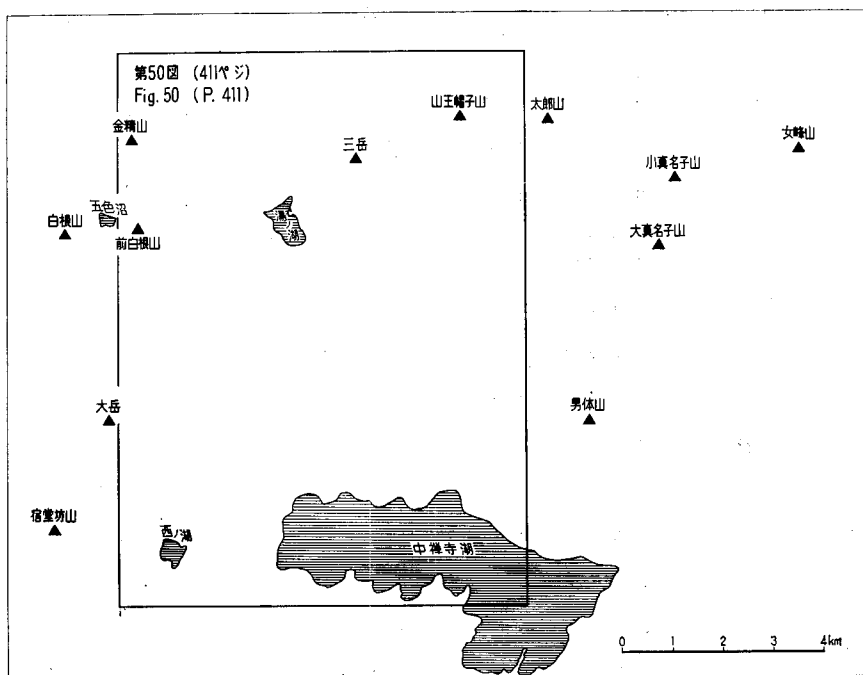 第50図 (411ページ)
Fig. 50 (P. 411)
山王帽子山
太郎山
金精山
三岳
女峰山
小真名子山
五色沼
白根山
前白根山
湯ノ湖
大真名子山
大岳
男体山
宿堂坊山
西ノ湖
中禅寺湖
0 1 2 3 4km